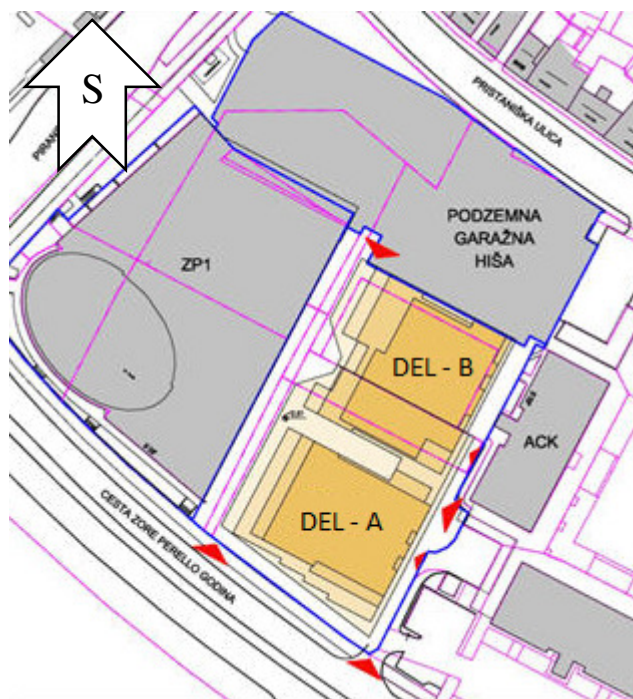 S
PRISTANIŠKA ULICA
PODZEMNA
GARAŽNA
HIŠA
ZP1
DEL - B
ACK
DEL - A
CESTA ZORE PERELLO GODINA